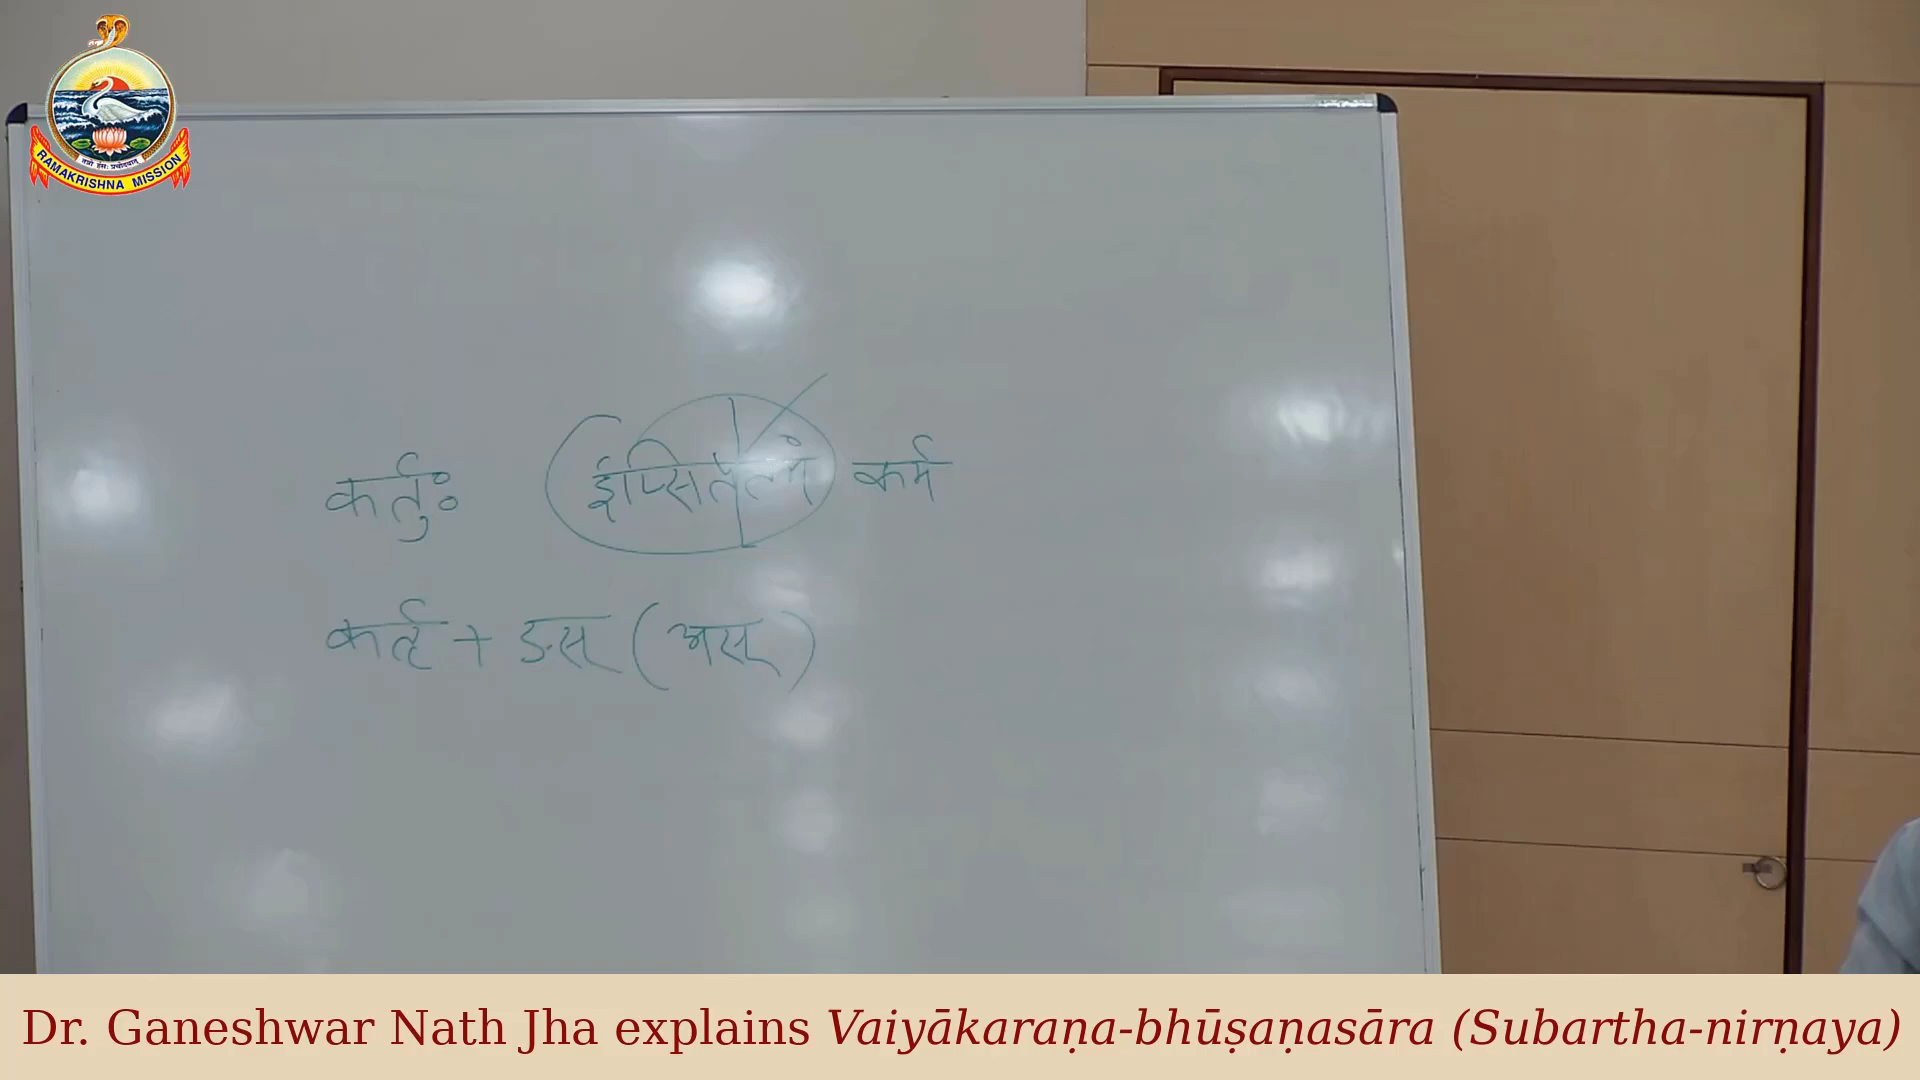 RAMAKRISHNA MISSION
कर्तुः ईप्सिततमं कर्म
कर्तृ + ङस् (अस्)
Dr. Ganeshwar Nath Jha explains Vaiyākaraṇa-bhūṣaṇasāra (Subartha-nirṇaya)